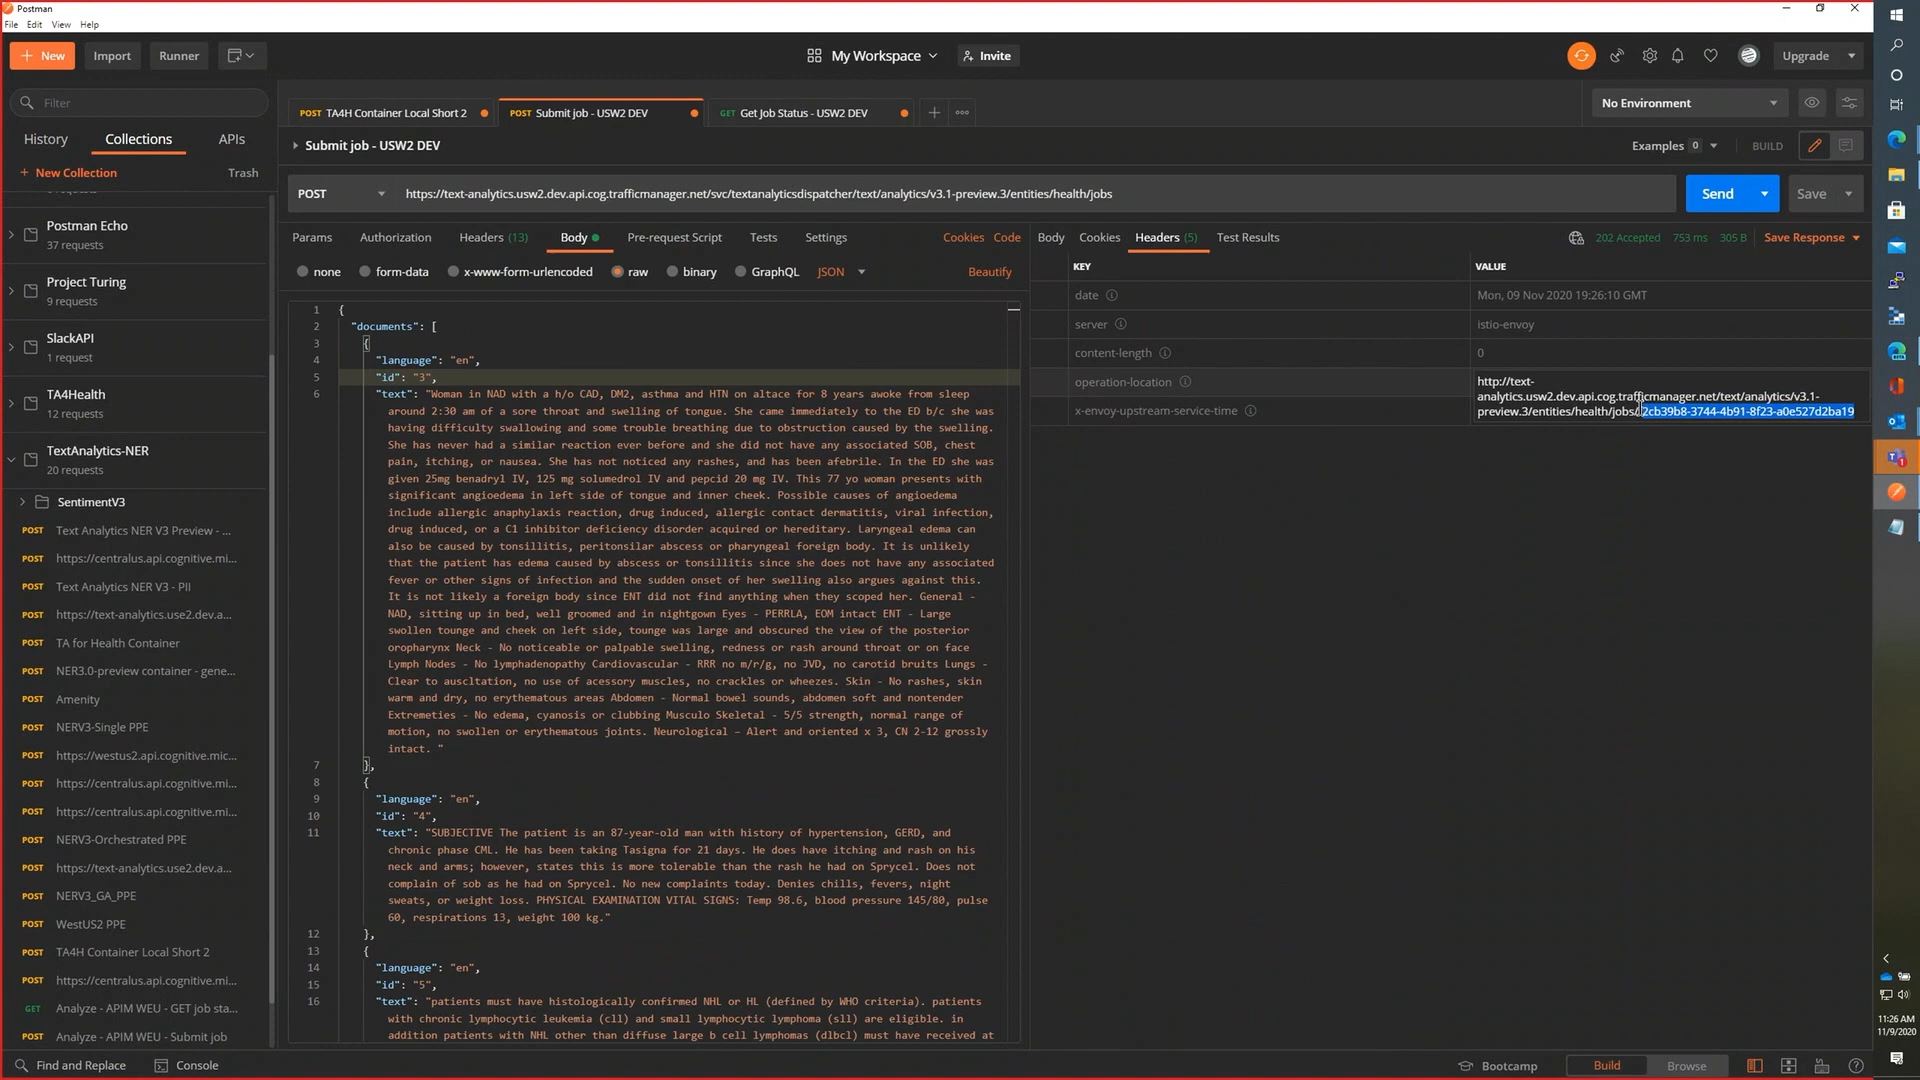 Postman
File Edit View Help
New Import Runner My Workspace Invite Upgrade
Filter
History Collections APIs
+ New Collection Trash
Postman Echo
37 requests
Project Turing
9 requests
SlackAPI
1 request
TA4Health
12 requests
TextAnalytics-NER
20 requests
SentimentV3
POST Text Analytics NER V3 Preview - ...
POST https://centralus.api.cognitive.mi...
POST Text Analytics NER V3 - PII
POST https://text-analytics.use2.dev.a...
POST TA for Health Container
POST NER3.0-preview container - gene...
POST Amenity
POST NERV3-Single PPE
POST https://westus2.api.cognitive.mic...
POST https://centralus.api.cognitive.mi...
POST https://centralus.api.cognitive.mi...
POST NERV3-Orchestrated PPE
POST https://text-analytics.use2.dev.a...
POST NERV3_GA_PPE
POST WestUS2 PPE
POST TA4H Container Local Short 2
POST https://centralus.api.cognitive.mi...
GET Analyze - APIM WEU - GET job sta...
POST Analyze - APIM WEU - Submit job
POST TA4H Container Local Short 2 POST Submit job - USW2 DEV GET Get Job Status - USW2 DEV + No Environment
Submit job - USW2 DEV Examples 0 BUILD
POST https://text-analytics.usw2.dev.api.cog.trafficmanager.net/svc/textanalyticsdispatcher/text/analytics/v3.1-preview.3/entities/health/jobs Send Save
Params Authorization Headers (13) Body Pre-request Script Tests Settings Cookies Code
none form-data x-www-form-urlencoded raw binary GraphQL JSON Beautify
1 {
2 "documents": [
3 {
4 "language": "en",
5 "id": "3",
6 "text": "Woman in NAD with a h/o CAD, DM2, asthma and HTN on altace for 8 years awoke from sleep
around 2:30 am of a sore throat and swelling of tongue. She came immediately to the ED b/c she was
having difficulty swallowing and some trouble breathing due to obstruction caused by the swelling.
She has never had a similar reaction ever before and she did not have any associated SOB, chest
pain, itching, or nausea. She has not noticed any rashes, and has been afebrile. In the ED she was
given 25mg benadryl IV, 125 mg solumedrol IV and pepcid 20 mg IV. This 77 yo woman presents with
significant angioedema in left side of tongue and inner cheek. Possible causes of angioedema
include allergic anaphylaxis reaction, drug induced, allergic contact dermatitis, viral infection,
drug induced, or a C1 inhibitor deficiency disorder acquired or hereditary. Laryngeal edema can
also be caused by tonsillitis, peritonsilar abscess or pharyngeal foreign body. It is unlikely
that the patient has edema caused by abscess or tonsillitis since she does not have any associated
fever or other signs of infection and the sudden onset of her swelling also argues against this.
It is not likely a foreign body since ENT did not find anything when they scoped her. General -
NAD, sitting up in bed, well groomed and in nightgown Eyes - PERRLA, EOM intact ENT - Large
swollen tounge and cheek on left side, tounge was large and obscured the view of the posterior
oropharynx Neck - No noticeable or palpable swelling, redness or rash around throat or on face
Lymph Nodes - No lymphadenopathy Cardiovascular - RRR no m/r/g, no JVD, no carotid bruits Lungs -
Clear to auscltation, no use of acessory muscles, no crackles or wheezes. Skin - No rashes, skin
warm and dry, no erythematous areas Abdomen - Normal bowel sounds, abdomen soft and nontender
Extremeties - No edema, cyanosis or clubbing Musculo Skeletal - 5/5 strength, normal range of
motion, no swollen or erythematous joints. Neurological – Alert and oriented x 3, CN 2-12 grossly
intact. "
7 },
8 {
9 "language": "en",
10 "id": "4",
11 "text": "SUBJECTIVE The patient is an 87-year-old man with history of hypertension, GERD, and
chronic phase CML. He has been taking Tasigna for 21 days. He does have itching and rash on his
neck and arms; however, states this is more tolerable than the rash he had on Sprycel. Does not
complain of sob as he had on Sprycel. No new complaints today. Denies chills, fevers, night
sweats, or weight loss. PHYSICAL EXAMINATION VITAL SIGNS: Temp 98.6, blood pressure 145/80, pulse
60, respirations 13, weight 100 kg."
12 },
13 {
14 "language": "en",
15 "id": "5",
16 "text": "patients must have histologically confirmed NHL or HL (defined by WHO criteria). patients
with chronic lymphocytic leukemia (cll) and small lymphocytic lymphoma (sll) are eligible. in
addition patients with NHL other than diffuse large b cell lymphomas (dlbcl) must have received at
Body Cookies Headers (5) Test Results 202 Accepted 753 ms 305 B Save Response
KEY VALUE
date Mon, 09 Nov 2020 19:26:10 GMT
server istio-envoy
content-length 0
operation-location http://text-
analytics.usw2.dev.api.cog.trafficmanager.net/text/analytics/v3.1-
preview.3/entities/health/jobs/2cb39b8-3744-4b91-8f23-a0e527d2ba19
x-envoy-upstream-service-time
Find and Replace Console Bootcamp Build Browse
11:26 AM
11/9/2020